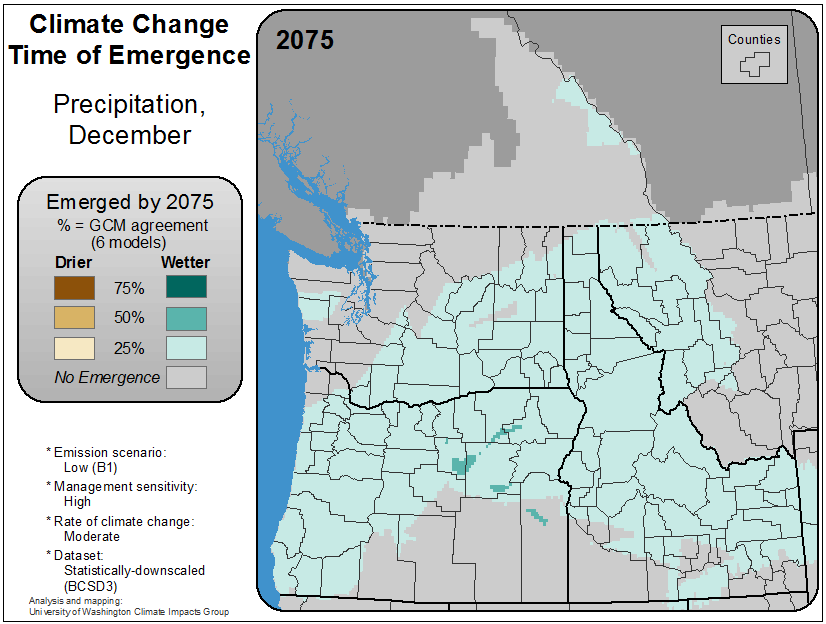 Climate Change
Time of Emergence
Precipitation,
December
Emerged by 2075
% = GCM agreement
(6 models)
Drier Wetter
75%
50%
25%
No Emergence
* Emission scenario:
Low (B1)
* Management sensitivity:
High
* Rate of climate change:
Moderate
* Dataset:
Statistically-downscaled
(BCSD3)
Analysis and mapping:
University of Washington Climate Impacts Group
2075
Counties